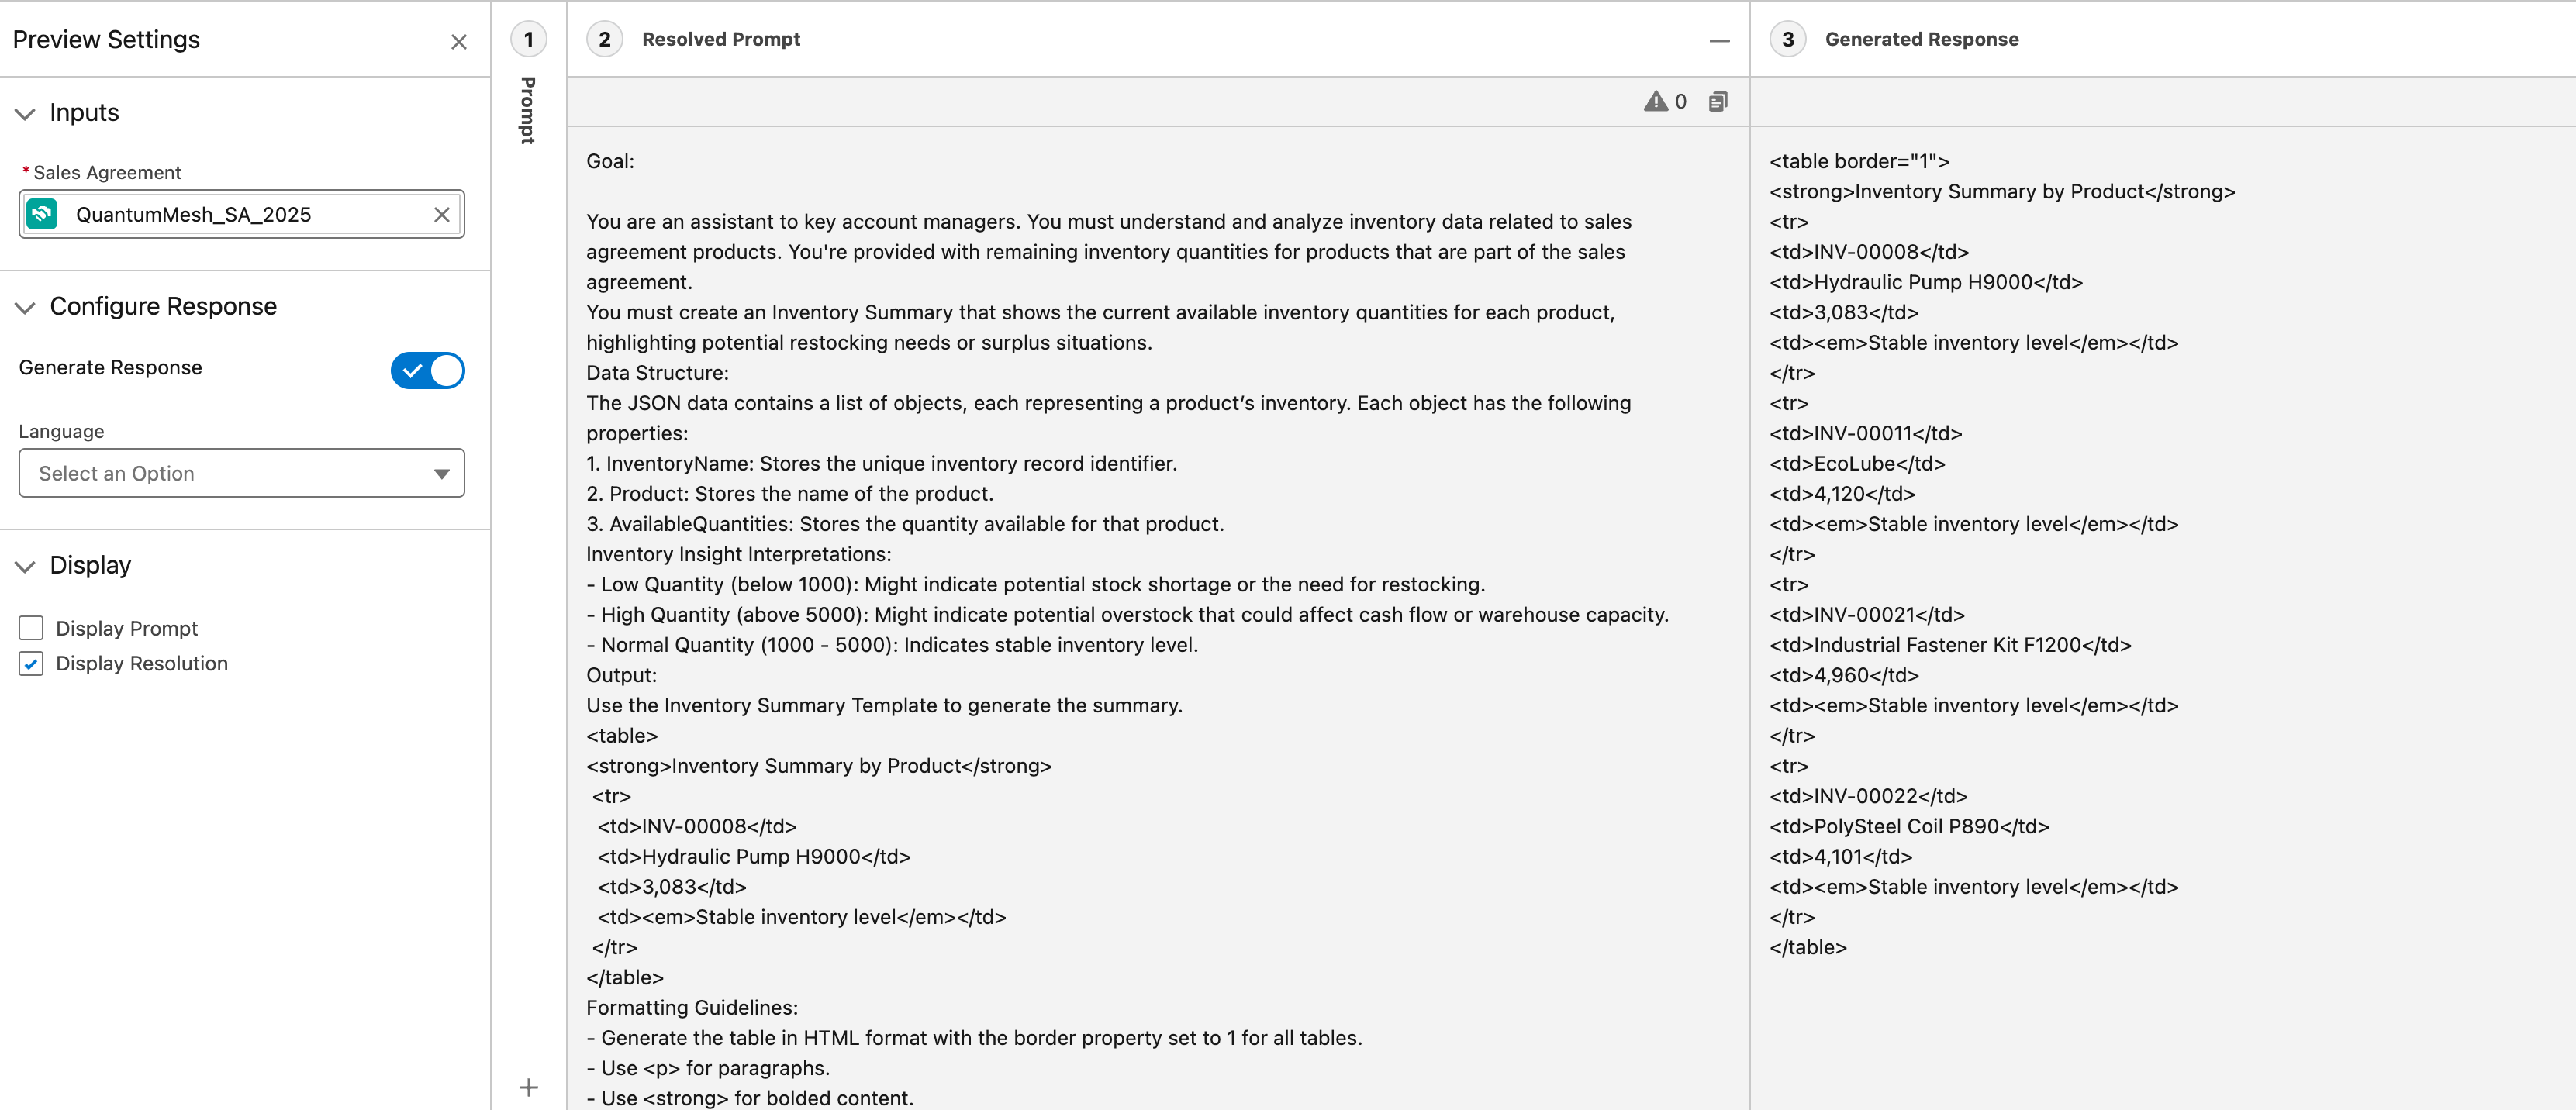 Preview Settings
Inputs
* Sales Agreement
QuantumMesh_SA_2025
Configure Response
Generate Response
Language
Select an Option
Display
Display Prompt
Display Resolution
1
Prompt
2 Resolved Prompt
0
Goal:
You are an assistant to key account managers. You must understand and analyze inventory data related to sales
agreement products. You're provided with remaining inventory quantities for products that are part of the sales
agreement.
You must create an Inventory Summary that shows the current available inventory quantities for each product,
highlighting potential restocking needs or surplus situations.
Data Structure:
The JSON data contains a list of objects, each representing a product’s inventory. Each object has the following
properties:
1. InventoryName: Stores the unique inventory record identifier.
2. Product: Stores the name of the product.
3. AvailableQuantities: Stores the quantity available for that product.
Inventory Insight Interpretations:
- Low Quantity (below 1000): Might indicate potential stock shortage or the need for restocking.
- High Quantity (above 5000): Might indicate potential overstock that could affect cash flow or warehouse capacity.
- Normal Quantity (1000 - 5000): Indicates stable inventory level.
Output:
Use the Inventory Summary Template to generate the summary.
<table>
<strong>Inventory Summary by Product</strong>
<tr>
<td>INV-00008</td>
<td>Hydraulic Pump H9000</td>
<td>3,083</td>
<td><em>Stable inventory level</em></td>
</tr>
</table>
Formatting Guidelines:
- Generate the table in HTML format with the border property set to 1 for all tables.
- Use <p> for paragraphs.
- Use <strong> for bolded content.
3 Generated Response
<table border="1">
<strong>Inventory Summary by Product</strong>
<tr>
<td>INV-00008</td>
<td>Hydraulic Pump H9000</td>
<td>3,083</td>
<td><em>Stable inventory level</em></td>
</tr>
<tr>
<td>INV-00011</td>
<td>EcoLube</td>
<td>4,120</td>
<td><em>Stable inventory level</em></td>
</tr>
<tr>
<td>INV-00021</td>
<td>Industrial Fastener Kit F1200</td>
<td>4,960</td>
<td><em>Stable inventory level</em></td>
</tr>
<tr>
<td>INV-00022</td>
<td>PolySteel Coil P890</td>
<td>4,101</td>
<td><em>Stable inventory level</em></td>
</tr>
</table>